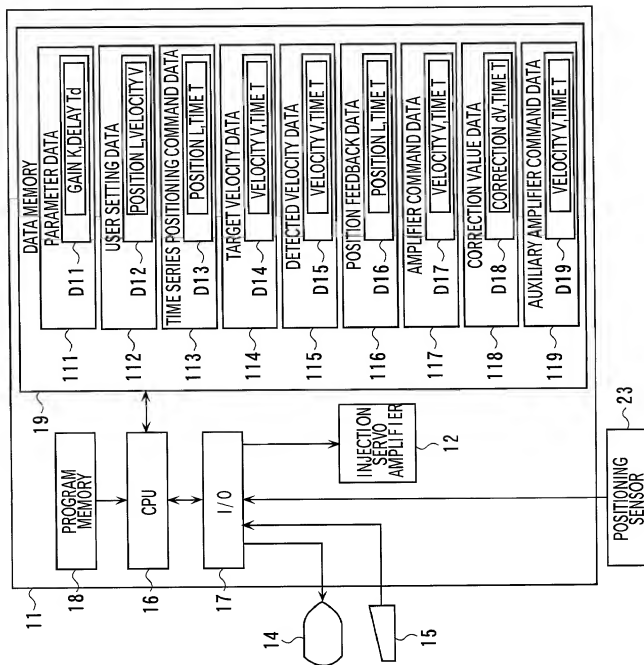 11
18
PROGRAM
MEMORY
16
CPU
17
I/O
14
15
12
INJECTION
SERVO
AMPLIFIER
23
POSITIONING
SENSOR
19
DATA MEMORY
111
PARAMETER DATA
D11
GAIN K,DELAY Td
112
USER SETTING DATA
D12
POSITION L,VELOCITY V
113
TIME SERIES POSITIONING COMMAND DATA
D13
POSITION L,TIME T
114
TARGET VELOCITY DATA
D14
VELOCITY V,TIME T
115
DETECTED VELOCITY DATA
D15
VELOCITY V,TIME T
116
POSITION FEEDBACK DATA
D16
POSITION L,TIME T
117
AMPLIFIER COMMAND DATA
D17
VELOCITY V,TIME T
118
CORRECTION VALUE DATA
D18
CORRECTION dV,TIME T
119
AUXILIARY AMPLIFIER COMMAND DATA
D19
VELOCITY V,TIME T